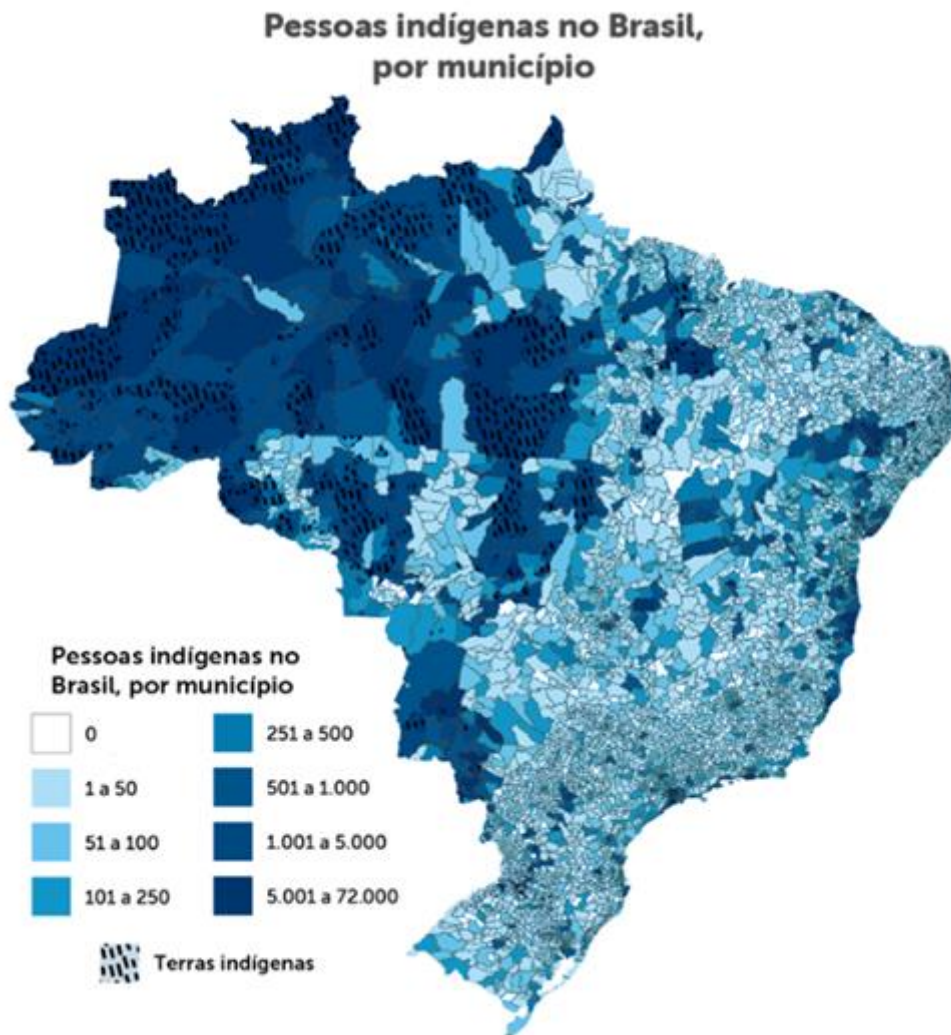 Pessoas indígenas no Brasil,
por município
Pessoas indígenas no
Brasil, por município
0
1 a 50
51 a 100
101 a 250
251 a 500
501 a 1.000
1.001 a 5.000
5.001 a 72.000
Terras indígenas